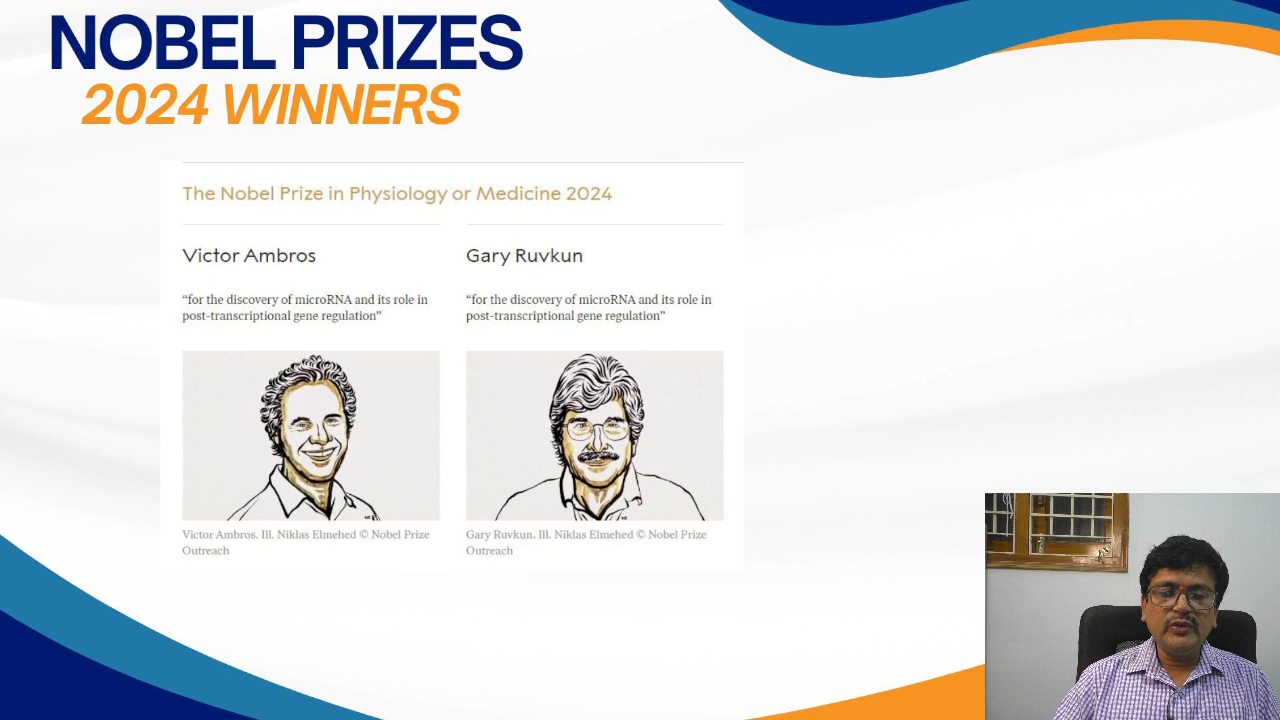 NOBEL PRIZES
2024 WINNERS
The Nobel Prize in Physiology or Medicine 2024
Victor Ambros
“for the discovery of microRNA and its role in
post-transcriptional gene regulation”
Victor Ambros. Ill. Niklas Elmehed © Nobel Prize
Outreach
Gary Ruvkun
“for the discovery of microRNA and its role in
post-transcriptional gene regulation”
Gary Ruvkun. Ill. Niklas Elmehed © Nobel Prize
Outreach